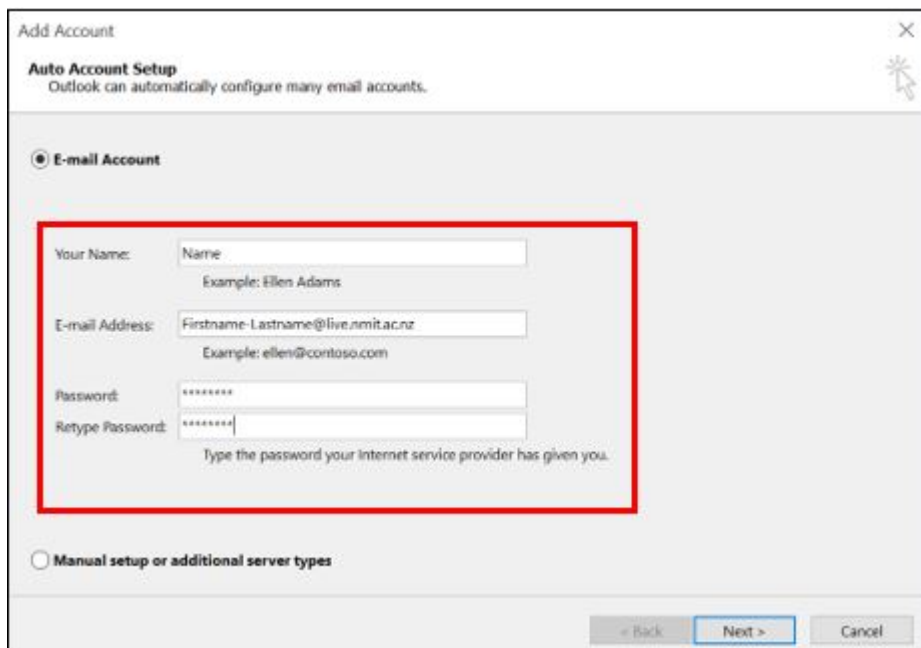 Add Account
Auto Account Setup
Outlook can automatically configure many email accounts.
E-mail Account
Your Name: Name
Example: Ellen Adams
E-mail Address: Firstname-Lastname@live.nmit.ac.nz
Example: ellen@contoso.com
Password: ********
Retype Password: ********
Type the password your Internet service provider has given you.
Manual setup or additional server types
< Back Next > Cancel